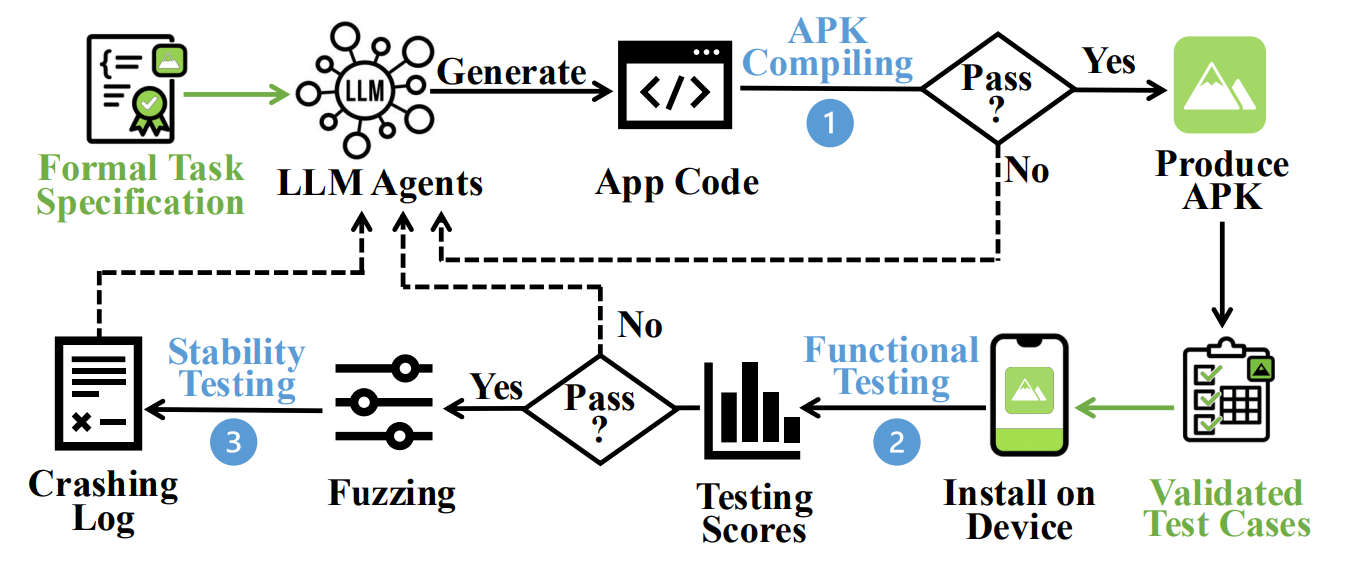 Formal Task
Specification
LLM
LLM Agents
Generate
</>
App Code
APK
Compiling
1
Pass
?
Yes
No
Produce
APK
Validated
Test Cases
Install on
Device
Functional
Testing
2
Testing
Scores
Pass
?
No
Yes
Fuzzing
Stability
Testing
3
Crashing
Log